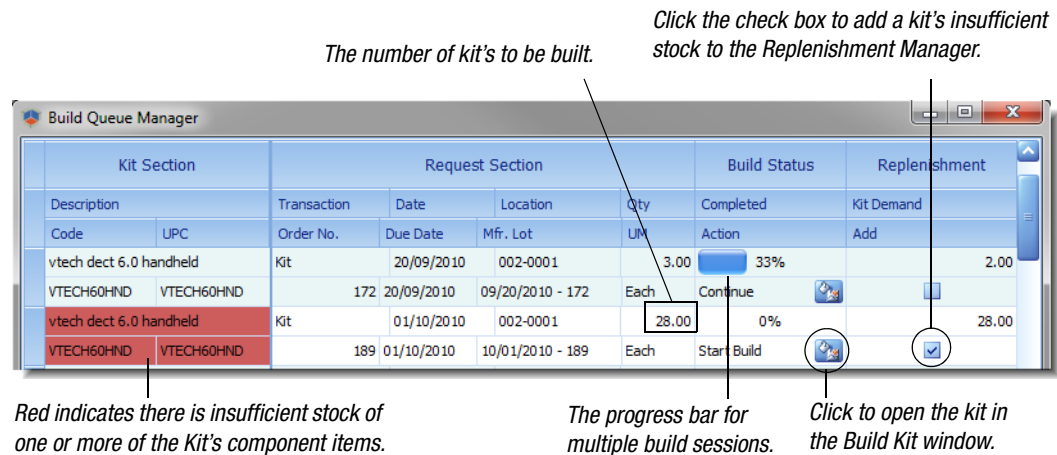 Click the check box to add a kit's insufficient
stock to the Replenishment Manager.
The number of kit's to be built.
Build Queue Manager
Kit Section Request Section Build Status Replenishment
Description Transaction Date Location Qty Completed Kit Demand
Code UPC Order No. Due Date Mfr. Lot UM Action Add
vtech dect 6.0 handheld Kit 20/09/2010 002-0001 3.00 33% 2.00
VTECH60HND VTECH60HND 172 20/09/2010 09/20/2010 - 172 Each Continue
vtech dect 6.0 handheld Kit 01/10/2010 002-0001 28.00 0% 28.00
VTECH60HND VTECH60HND 189 01/10/2010 10/01/2010 - 189 Each Start Build
Red indicates there is insufficient stock of
one or more of the Kit's component items.
The progress bar for
multiple build sessions.
Click to open the kit in
the Build Kit window.